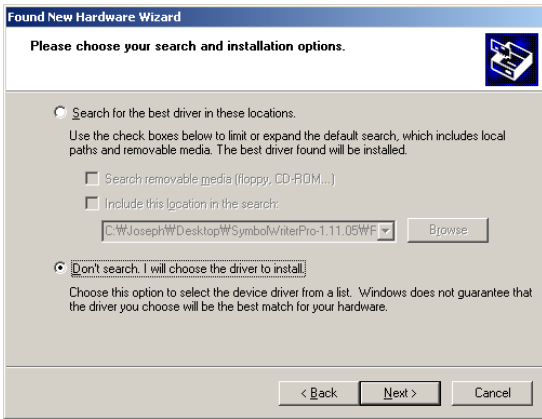 Found New Hardware Wizard
Please choose your search and installation options.
Search for the best driver in these locations.
Use the check boxes below to limit or expand the default search, which includes local
paths and removable media. The best driver found will be installed.
Search removable media (floppy, CD-ROM...)
Include this location in the search:
C:₩Joseph₩Desktop₩SymbolWriterPro-1.11.05₩F
Browse
Don't search. I will choose the driver to install.
Choose this option to select the device driver from a list. Windows does not guarantee that
the driver you choose will be the best match for your hardware.
< Back Next > Cancel